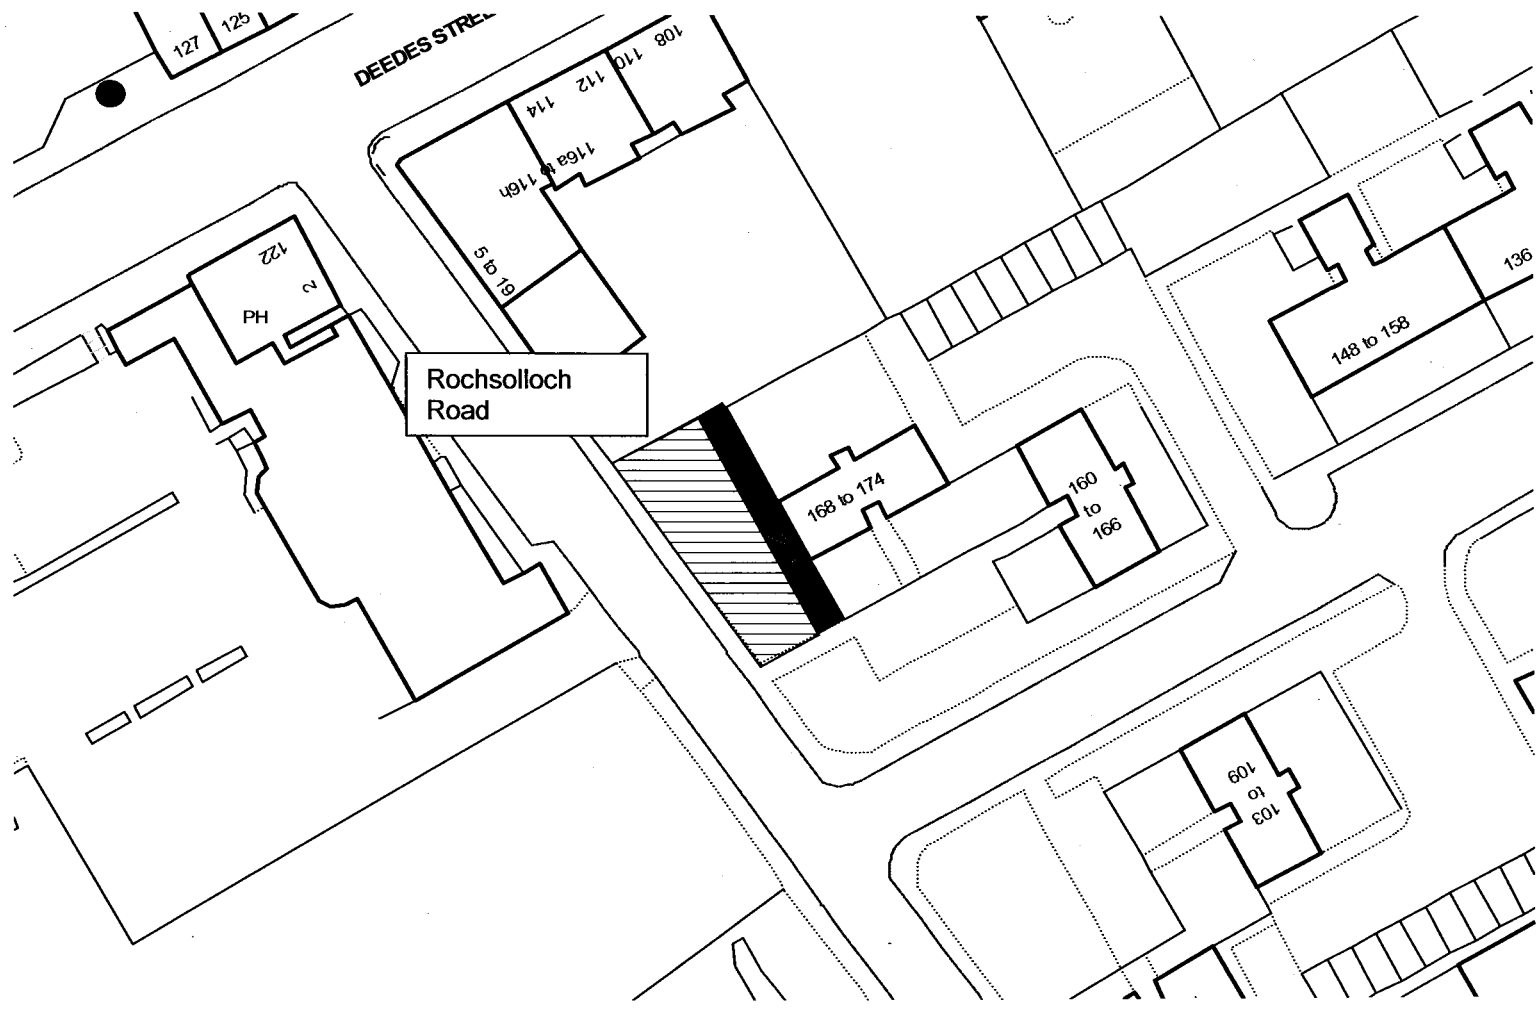 127
125
DEEDES STREE
108
110
112
114
116a to 116h
5 to 19
122
2
PH
Rochsolloch
Road
136
148 to 158
168 to 174
160
to
166
109
to
103